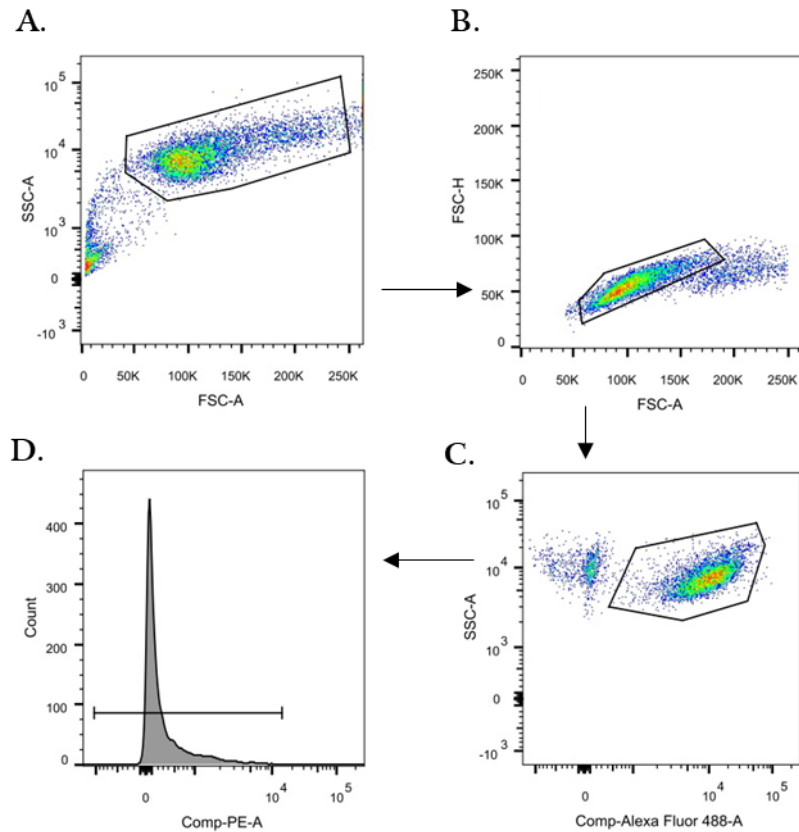 A.
10^5
10^4
10^3
0
-10^3
SSC-A
0
50K
100K
150K
200K
250K
FSC-A
B.
250K
200K
150K
100K
50K
0
FSC-H
0
50K
100K
150K
200K
250K
FSC-A
D.
400
300
200
100
0
Count
0
10^4
10^5
Comp-PE-A
C.
10^5
10^4
10^3
0
-10^3
SSC-A
0
10^4
10^5
Comp-Alexa Fluor 488-A